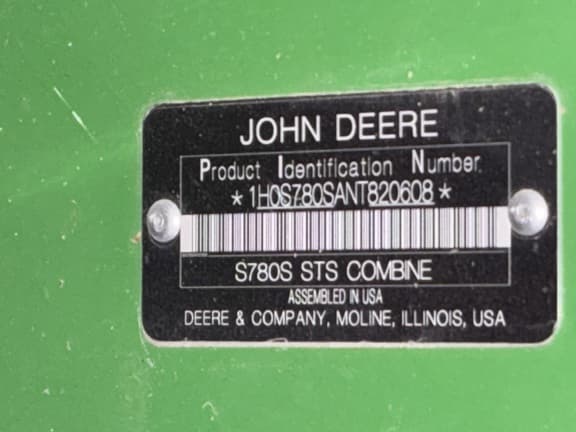 JOHN DEERE
Product Identification Number
*1H0S780SANT820608*
S780S STS COMBINE
ASSEMBLED IN USA
DEERE & COMPANY, MOLINE, ILLINOIS, USA